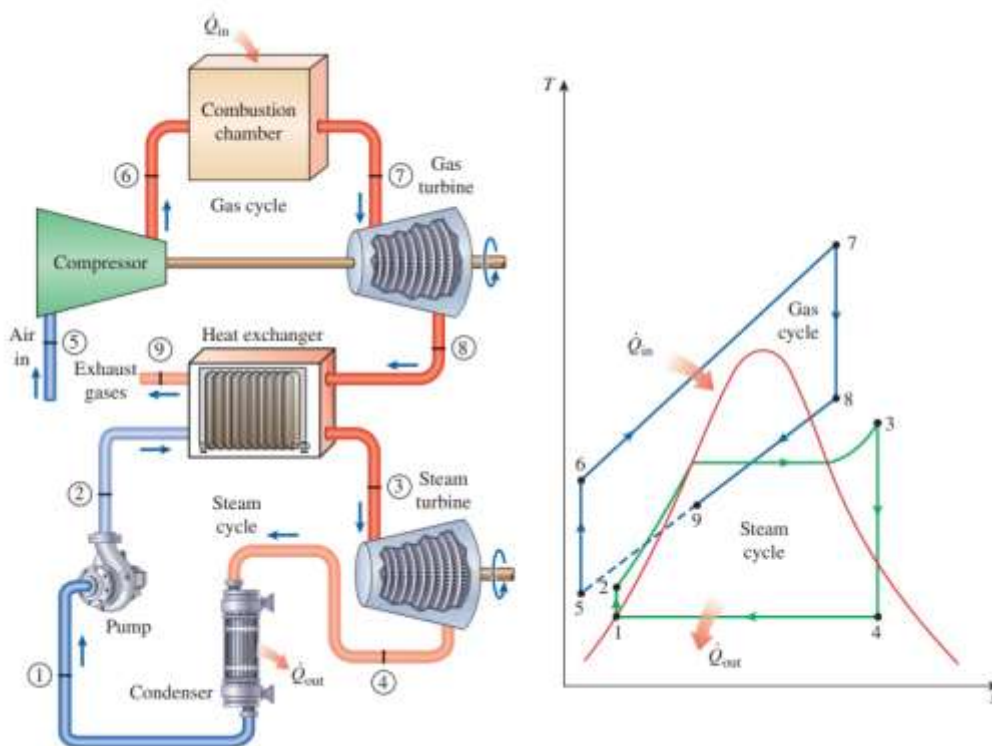 Q̇in
Combustion
chamber
6
7
Gas
turbine
Gas cycle
Compressor
Air
in
5
9
Heat exchanger
8
Exhaust
gases
2
3
Steam
turbine
Steam
cycle
Pump
1
Condenser
Q̇out
4
T
7
Gas
cycle
Q̇in
8
3
6
9
Steam
cycle
2
5
1
4
Q̇out